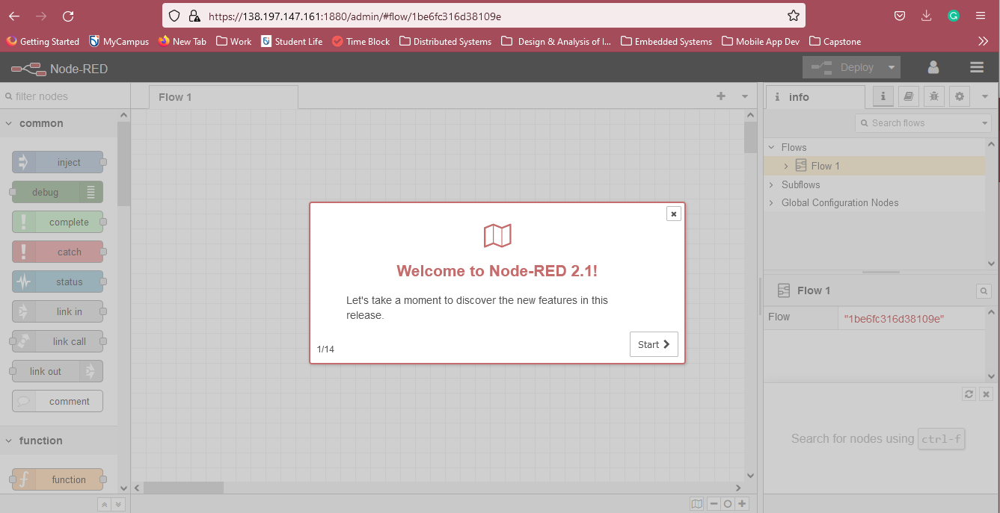 https://138.197.147.161:1880/admin/#flow/1be6fc316d38109e
Getting Started MyCampus New Tab Work Student Life Time Block Distributed Systems Design & Analysis of l... Embedded Systems Mobile App Dev Capstone
Node-RED
Deploy
filter nodes
common
inject
debug
complete
catch
status
link in
link call
link out
comment
function
function
Flow 1
Welcome to Node-RED 2.1!
Let's take a moment to discover the new features in this
release.
1/14
Start
info
Search flows
Flows
Flow 1
Subflows
Global Configuration Nodes
Flow 1
Flow "1be6fc316d38109e"
Search for nodes using ctrl-f